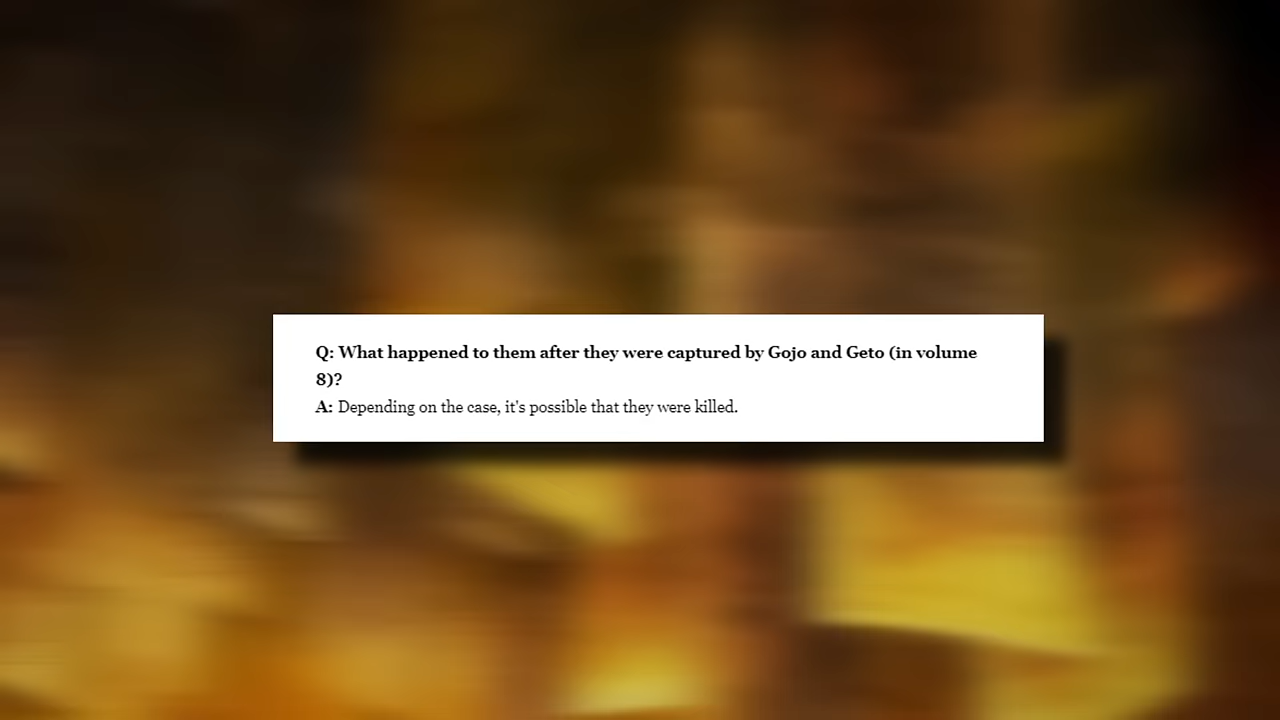 Q: What happened to them after they were captured by Gojo and Geto (in volume
8)?
A: Depending on the case, it's possible that they were killed.